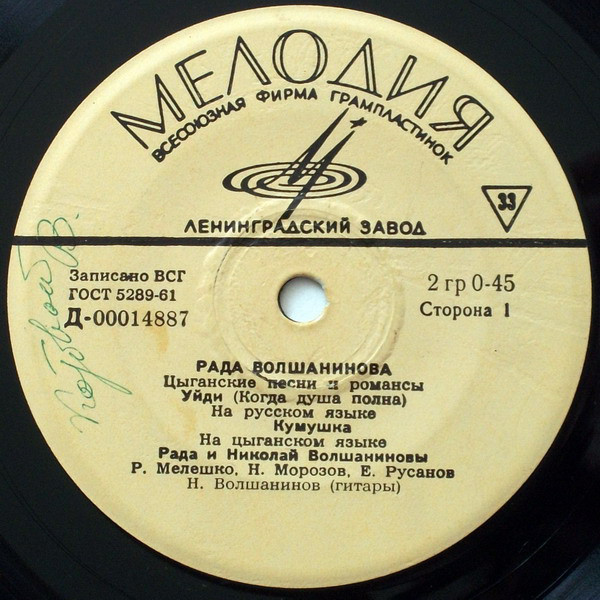 МЕЛОДИЯ
ВСЕСОЮЗНАЯ ФИРМА ГРАМПЛАСТИНОК
33
ЛЕНИНГРАДСКИЙ ЗАВОД
Записано ВСГ
ГОСТ 5289-61
Д-00014887
2 гр 0-45
Сторона 1
РАДА ВОЛШАНИНОВА
Цыганские песни и романсы
Уйди (Когда душа полна)
На русском языке
Кумушка
На цыганском языке
Рада и Николай Волшаниновы
Р. Мелешко, Н. Морозов, Е. Русанов
Н. Волшанинов (гитары)